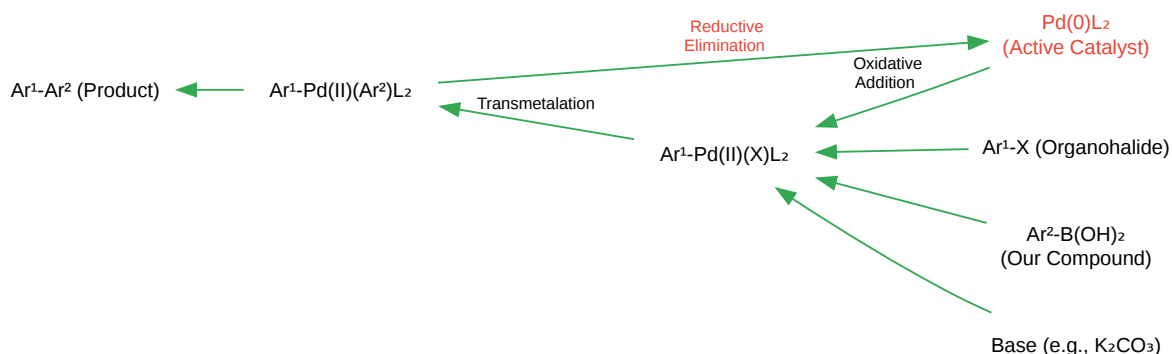 Reductive
Elimination
Pd(0)L₂
(Active Catalyst)
Oxidative
Addition
Ar¹-Ar² (Product)
Ar¹-Pd(II)(Ar²)L₂
Transmetalation
Ar¹-Pd(II)(X)L₂
Ar¹-X (Organohalide)
Ar²-B(OH)₂
(Our Compound)
Base (e.g., K₂CO₃)